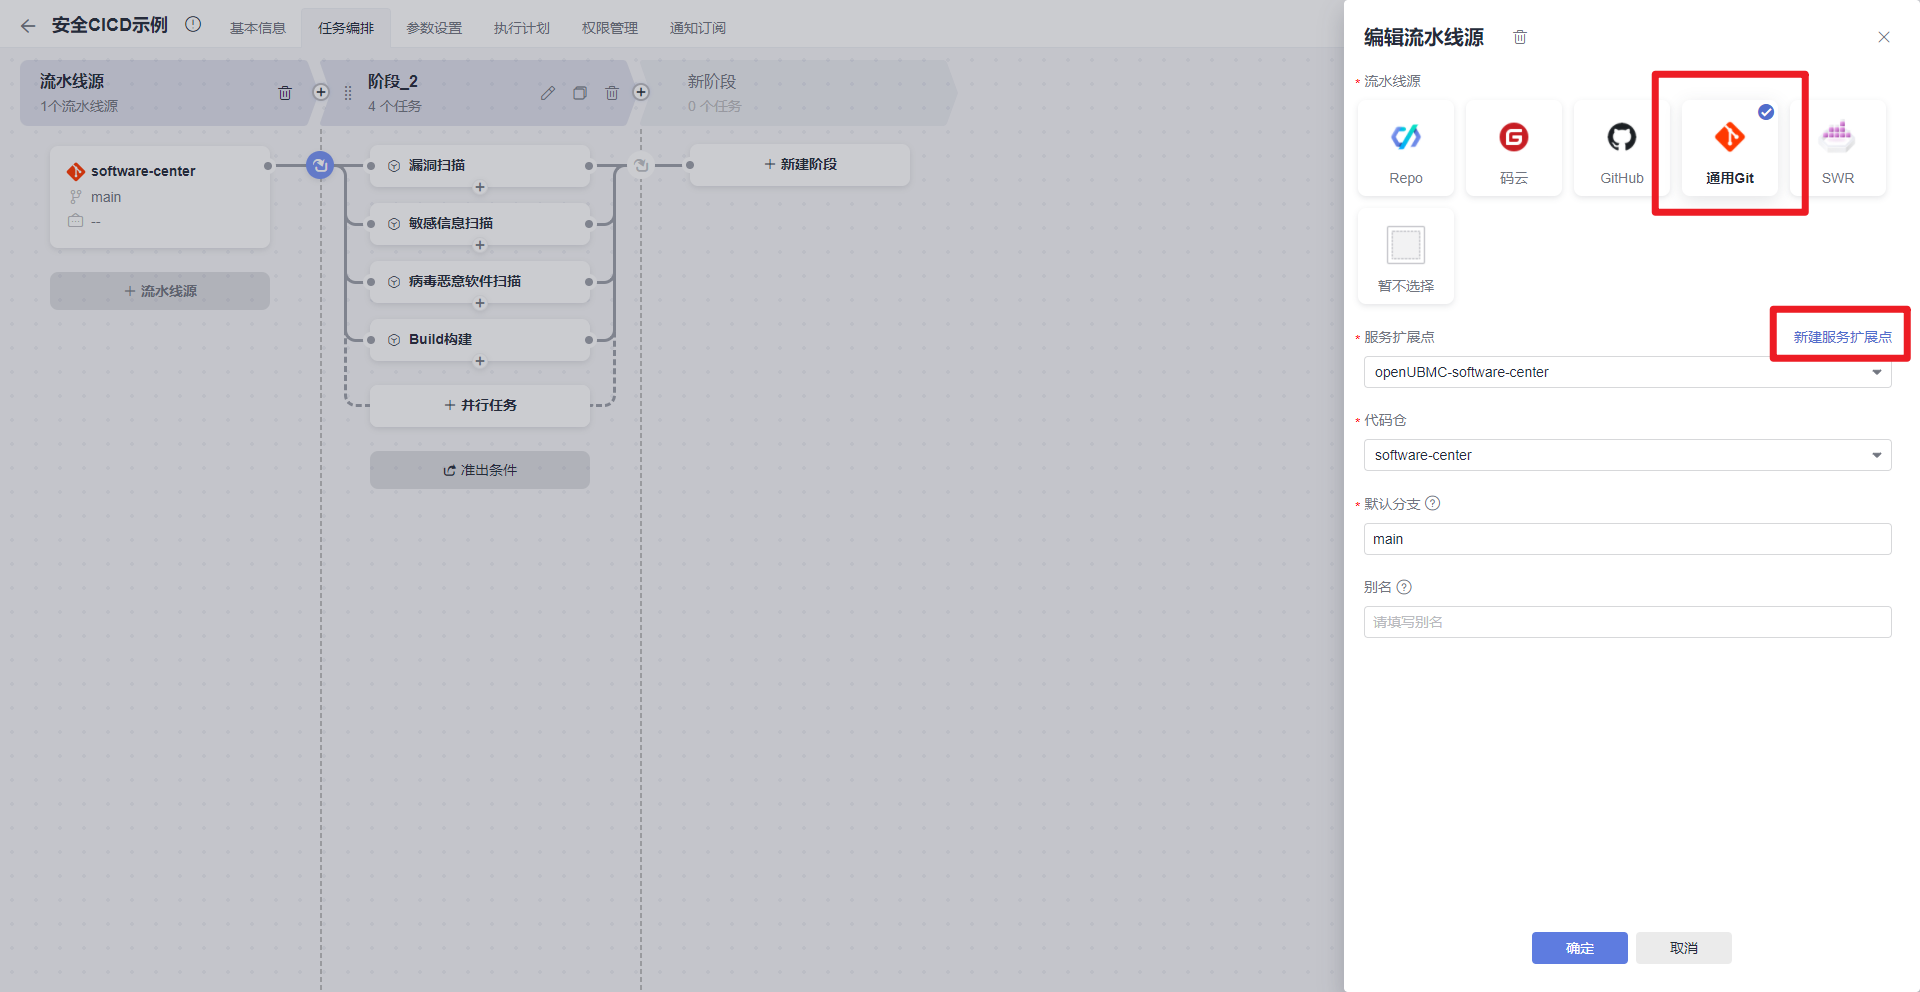 安全CICD示例
基本信息
任务编排
参数设置
执行计划
权限管理
通知订阅
流水线源
1个流水线源
阶段_2
4 个任务
新阶段
0 个任务
software-center
main
--
+ 流水线源
漏洞扫描
敏感信息扫描
病毒恶意软件扫描
Build构建
+ 并行任务
准出条件
+ 新建阶段
编辑流水线源
* 流水线源
Repo
码云
GitHub
通用Git
SWR
暂不选择
* 服务扩展点
新建服务扩展点
openUBMC-software-center
* 代码仓
software-center
* 默认分支
main
别名
请填写别名
确定
取消